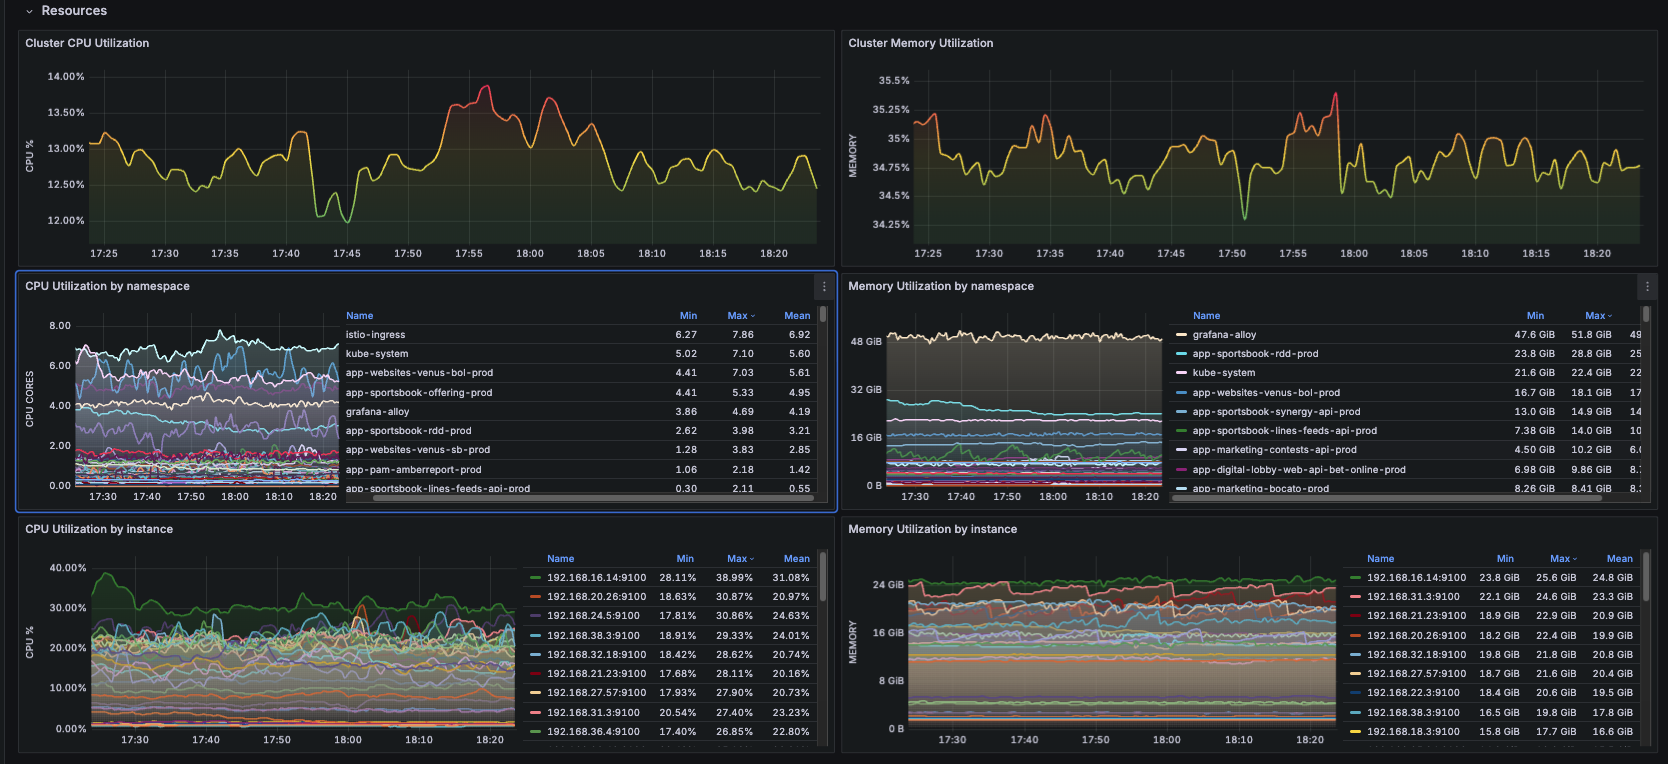 Resources
Cluster CPU Utilization
14.00%
13.50%
13.00%
12.50%
12.00%
CPU %
17:25 17:30 17:35 17:40 17:45 17:50 17:55 18:00 18:05 18:10 18:15 18:20
Cluster Memory Utilization
35.5%
35.25%
35%
34.75%
34.5%
34.25%
MEMORY
17:25 17:30 17:35 17:40 17:45 17:50 17:55 18:00 18:05 18:10 18:15 18:20
CPU Utilization by namespace
8.00
6.00
4.00
2.00
0.00
CPU CORES
17:30 17:40 17:50 18:00 18:10 18:20
Name Min Max Mean
istio-ingress 6.27 7.86 6.92
kube-system 5.02 7.10 5.60
app-websites-venus-bol-prod 4.41 7.03 5.61
app-sportsbook-offering-prod 4.41 5.33 4.95
grafana-alloy 3.86 4.69 4.19
app-sportsbook-rdd-prod 2.62 3.98 3.21
app-websites-venus-sb-prod 1.28 3.83 2.85
app-pam-amberreport-prod 1.06 2.18 1.42
app-sportsbook-lines-feeds-api-prod 0.30 2.11 0.55
Memory Utilization by namespace
48 GiB
32 GiB
16 GiB
0 B
17:30 17:40 17:50 18:00 18:10 18:20
Name Min Max
grafana-alloy 47.6 GiB 51.8 GiB 49
app-sportsbook-rdd-prod 23.8 GiB 28.8 GiB 25
kube-system 21.6 GiB 22.4 GiB 22
app-websites-venus-bol-prod 16.7 GiB 18.1 GiB 17
app-sportsbook-synergy-api-prod 13.0 GiB 14.9 GiB 14
app-sportsbook-lines-feeds-api-prod 7.38 GiB 14.0 GiB 10
app-marketing-contests-api-prod 4.50 GiB 10.2 GiB 6.
app-digital-lobby-web-api-bet-online-prod 6.98 GiB 9.86 GiB 8.
app-marketing-bocato-prod 8.26 GiB 8.41 GiB 8.
CPU Utilization by instance
40.00%
30.00%
20.00%
10.00%
0.00%
CPU %
17:30 17:40 17:50 18:00 18:10 18:20
Name Min Max Mean
192.168.16.14:9100 28.11% 38.99% 31.08%
192.168.20.26:9100 18.63% 30.87% 20.97%
192.168.24.5:9100 17.81% 30.86% 24.63%
192.168.38.3:9100 18.91% 29.33% 24.01%
192.168.32.18:9100 18.42% 28.62% 20.74%
192.168.21.23:9100 17.68% 28.11% 20.16%
192.168.27.57:9100 17.93% 27.90% 20.73%
192.168.31.3:9100 20.54% 27.40% 23.23%
192.168.36.4:9100 17.40% 26.85% 22.80%
Memory Utilization by instance
24 GiB
16 GiB
8 GiB
0 B
MEMORY
17:30 17:40 17:50 18:00 18:10 18:20
Name Min Max Mean
192.168.16.14:9100 23.8 GiB 25.6 GiB 24.8 GiB
192.168.31.3:9100 22.1 GiB 24.6 GiB 23.3 GiB
192.168.21.23:9100 18.9 GiB 22.9 GiB 20.9 GiB
192.168.20.26:9100 18.2 GiB 22.4 GiB 19.9 GiB
192.168.32.18:9100 19.8 GiB 21.8 GiB 20.8 GiB
192.168.27.57:9100 18.7 GiB 21.6 GiB 20.4 GiB
192.168.22.3:9100 18.4 GiB 20.6 GiB 19.5 GiB
192.168.38.3:9100 16.5 GiB 19.8 GiB 17.8 GiB
192.168.18.3:9100 15.8 GiB 17.7 GiB 16.6 GiB